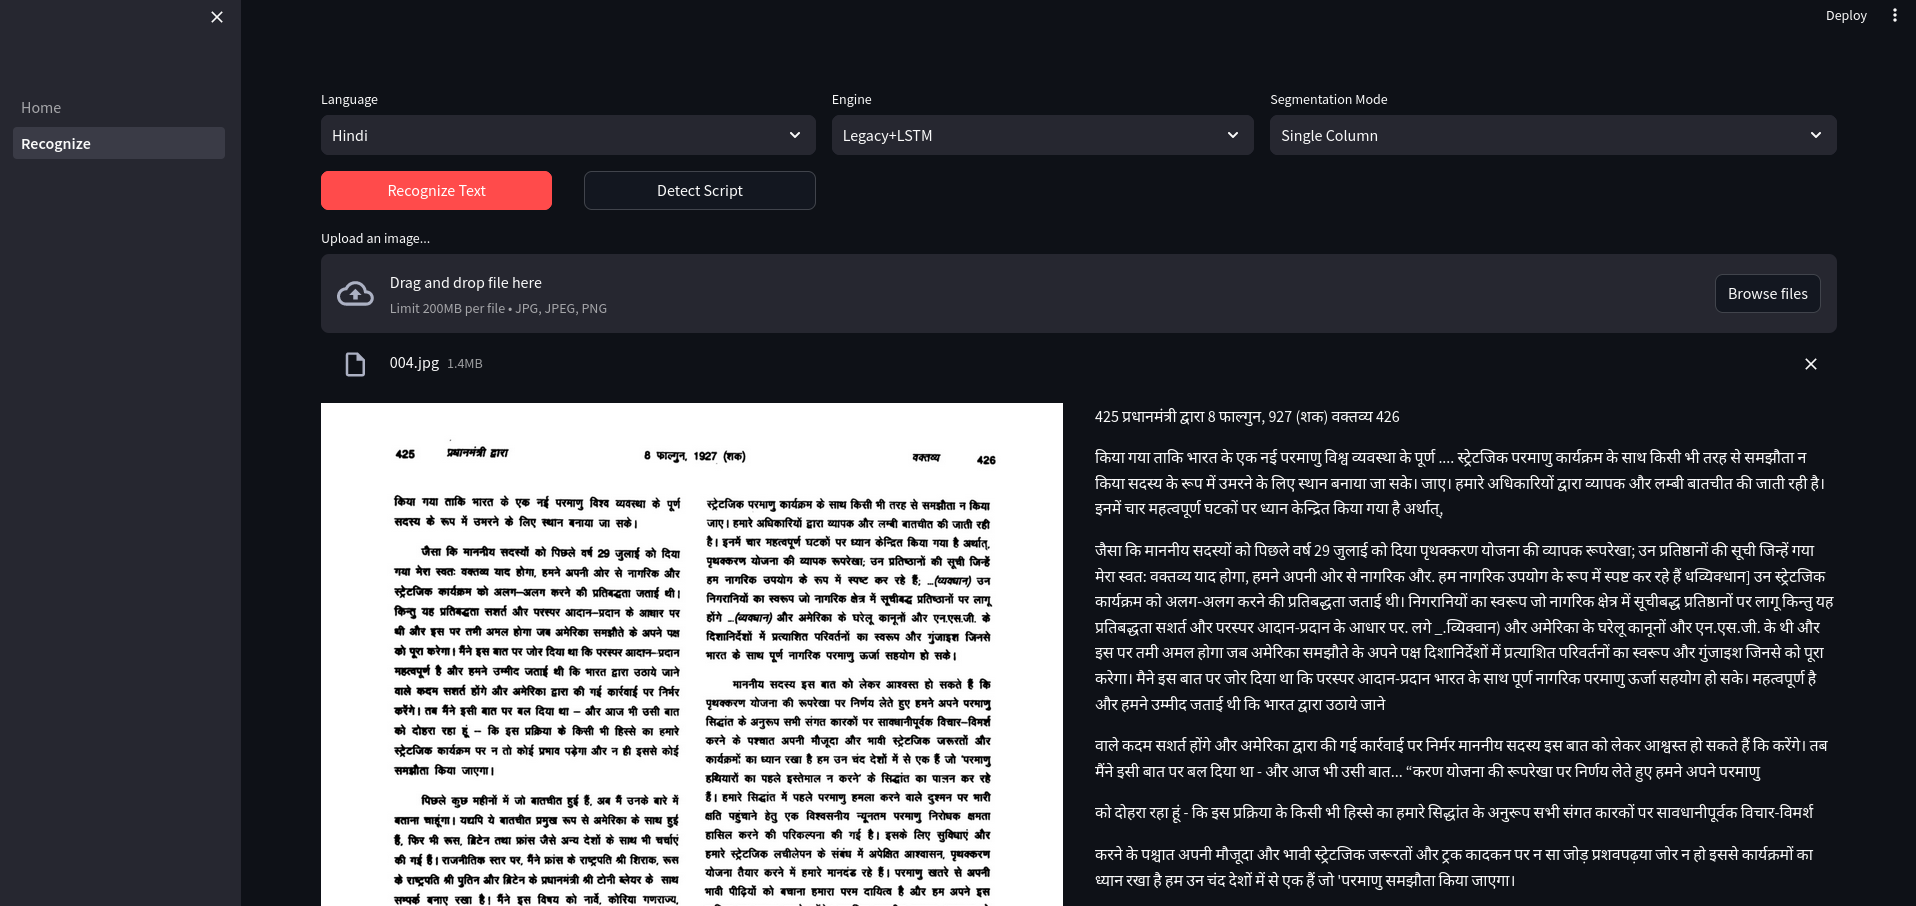 Deploy
Home
Recognize
Language
Hindi
Engine
Legacy+LSTM
Segmentation Mode
Single Column
Recognize Text
Detect Script
Upload an image...
Drag and drop file here
Limit 200MB per file • JPG, JPEG, PNG
Browse files
004.jpg 1.4MB
425 प्रधानमंत्री द्वारा 8 फाल्गुन, 1927 (शक) वक्तव्य 426
किया गया ताकि भारत के एक नई परमाणु विश्व व्यवस्था के पूर्ण
सदस्य के रूप में उमरने के लिए स्थान बनाया जा सके।
जैसा कि माननीय सदस्यों को पिछले वर्ष 29 जुलाई को दिया
गया मेरा स्वतः वक्तव्य याद होगा, हमने अपनी ओर से नागरिक और
स्ट्रेटजिक कार्यक्रम को अलग–अलग करने की प्रतिबद्धता जताई थी।
किन्तु यह प्रतिबद्धता सशर्त और परस्पर आदान–प्रदान के आधार पर
थी और इस पर तभी अमल होगा जब अमेरिका समझौते के अपने पक्ष
को पूरा करेगा। मैंने इस बात पर जोर दिया था कि परस्पर आदान–प्रदान
महत्वपूर्ण है और हमने उम्मीद जताई थी कि भारत द्वारा उठाये जाने
वाले कदम सशर्त होंगे और अमेरिका द्वारा की गई कार्रवाई पर निर्भर
करेंगे। तब मैंने इसी बात पर बल दिया था – और आज भी उसी बात
को दोहरा रहा हूं – कि इस प्रक्रिया के किसी भी हिस्से का हमारे
स्ट्रेटजिक कार्यक्रम पर न तो कोई प्रभाव पड़ेगा और न ही इससे कोई
समझौता किया जाएगा।
पिछले कुछ महीनों में जो बातचीत हुई हैं, अब मैं उनके बारे में
बताना चाहूंगा। यद्यपि ये बातचीत प्रमुख रूप से अमेरिका के साथ हुई
हैं, फिर भी रूस, ब्रिटेन तथा फ्रांस जैसे अन्य देशों के साथ भी चर्चाएं
की गई हैं। राजनीतिक स्तर पर, मैंने फ्रांस के राष्ट्रपति श्री शिराक, रूस
के राष्ट्रपति श्री पुतिन और ब्रिटेन के प्रधानमंत्री श्री टोनी ब्लेयर के साथ
सम्पर्क बनाए रखा है। मैंने इस विषय को नार्वे, कोरिया गणराज्य,
स्ट्रेटजिक परमाणु कार्यक्रम के साथ किसी भी तरह से समझौता न किया
जाए। हमारे अधिकारियों द्वारा व्यापक और लम्बी बातचीत की जाती रही
है। इनमें चार महत्वपूर्ण घटकों पर ध्यान केन्द्रित किया गया है अर्थात्,
पृथक्करण योजना की व्यापक रूपरेखा; उन प्रतिष्ठानों की सूची जिन्हें
हम नागरिक उपयोग के रूप में स्पष्ट कर रहे हैं; ...(व्यवधान) उन
निगरानियों का स्वरूप जो नागरिक क्षेत्र में सूचीबद्ध प्रतिष्ठानों पर लागू
होंगे ...(व्यवधान) और अमेरिका के घरेलू कानूनों और एन.एस.जी. के
दिशानिर्देशों में प्रत्याशित परिवर्तनों का स्वरूप और गुंजाइश जिनसे
भारत के साथ पूर्ण नागरिक परमाणु ऊर्जा सहयोग हो सके।
माननीय सदस्य इस बात को लेकर आश्वस्त हो सकते हैं कि
पृथक्करण योजना की रूपरेखा पर निर्णय लेते हुए हमने अपने परमाणु
सिद्धांत के अनुरूप सभी संगत कारकों पर सावधानीपूर्वक विचार–विमर्श
करने के पश्चात अपनी मौजूदा और भावी स्ट्रेटजिक जरूरतों और
कार्यक्रमों का ध्यान रखा है हम उन चंद देशों में से एक हैं जो 'परमाणु
हथियारों का पहले इस्तेमाल न करने' के सिद्धांत का पालन कर रहे
हैं। हमारे सिद्धांत में पहले परमाणु हमला करने वाले दुश्मन पर भारी
क्षति पहुंचाने हेतु एक विश्वसनीय न्यूनतम परमाणु निरोधक क्षमता
हासिल करने की परिकल्पना की गई है। इसके लिए सुविधाएं और
हमारे स्ट्रेटजिक लचीलेपन के संबंध में अपेक्षित आश्वासन, पृथक्करण
योजना तैयार करने में हमारे मानदंड रहे हैं। परमाणु खतरे से अपनी
भावी पीढ़ियों को बचाना हमारा परम दायित्व है और हम अपने इस
425 प्रधानमंत्री द्वारा 8 फाल्गुन, 927 (शक) वक्तव्य 426
किया गया ताकि भारत के एक नई परमाणु विश्व व्यवस्था के पूर्ण .... स्ट्रेटजिक परमाणु कार्यक्रम के साथ किसी भी तरह से समझौता न
किया सदस्य के रूप में उमरने के लिए स्थान बनाया जा सके। जाए। हमारे अधिकारियों द्वारा व्यापक और लम्बी बातचीत की जाती रही है।
इनमें चार महत्वपूर्ण घटकों पर ध्यान केन्द्रित किया गया है अर्थात्,
जैसा कि माननीय सदस्यों को पिछले वर्ष 29 जुलाई को दिया पृथक्करण योजना की व्यापक रूपरेखा; उन प्रतिष्ठानों की सूची जिन्हें गया
मेरा स्वत: वक्तव्य याद होगा, हमने अपनी ओर से नागरिक और. हम नागरिक उपयोग के रूप में स्पष्ट कर रहे हैं धव्यिक्धान] उन स्ट्रेटजिक
कार्यक्रम को अलग-अलग करने की प्रतिबद्धता जताई थी। निगरानियों का स्वरूप जो नागरिक क्षेत्र में सूचीबद्ध प्रतिष्ठानों पर लागू किन्तु यह
प्रतिबद्धता सशर्त और परस्पर आदान-प्रदान के आधार पर. लगे _.व्यिक्वान) और अमेरिका के घरेलू कानूनों और एन.एस.जी. के थी और
इस पर तमी अमल होगा जब अमेरिका समझौते के अपने पक्ष दिशानिर्देशों में प्रत्याशित परिवर्तनों का स्वरूप और गुंजाइश जिनसे को पूरा
करेगा। मैने इस बात पर जोर दिया था कि परस्पर आदान-प्रदान भारत के साथ पूर्ण नागरिक परमाणु ऊर्जा सहयोग हो सके। महत्वपूर्ण है
और हमने उम्मीद जताई थी कि भारत द्वारा उठाये जाने
वाले कदम सशर्त होंगे और अमेरिका द्वारा की गई कार्रवाई पर निर्मर माननीय सदस्य इस बात को लेकर आश्वस्त हो सकते हैं कि करेंगे। तब
मैंने इसी बात पर बल दिया था - और आज भी उसी बात... “करण योजना की रूपरेखा पर निर्णय लेते हुए हमने अपने परमाणु
को दोहरा रहा हूं - कि इस प्रक्रिया के किसी भी हिस्से का हमारे सिद्धांत के अनुरूप सभी संगत कारकों पर सावधानीपूर्वक विचार-विमर्श
करने के पश्चात अपनी मौजूदा और भावी स्ट्रेटजिक जरूरतों और ट्रक कादकन पर न सा जोड़ प्रशवपढ़या जोर न हो इससे कार्यक्रमों का
ध्यान रखा है हम उन चंद देशों में से एक हैं जो 'परमाणु समझौता किया जाएगा।